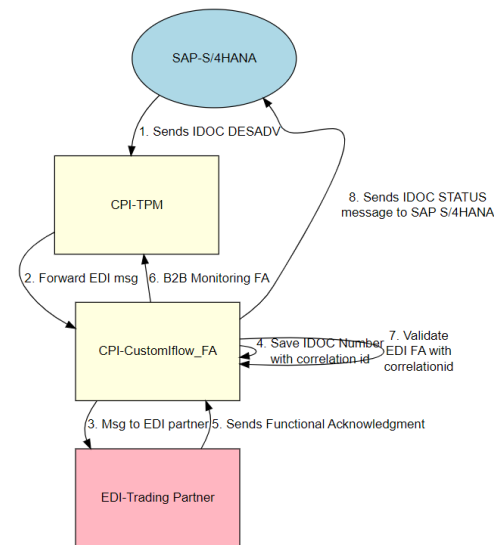 SAP-S/4HANA
1. Sends IDOC DESADV
CPI-TPM
8. Sends IDOC STATUS
message to SAP S/4HANA
2. Forward EDI msg
6. B2B Monitoring FA
CPI-CustomIflow_FA
4. Save IDOC Number
with correlation id
7. Validate
EDI FA with
correlationid
3. Msg to EDI partner
5. Sends Functional Acknowledgment
EDI-Trading Partner